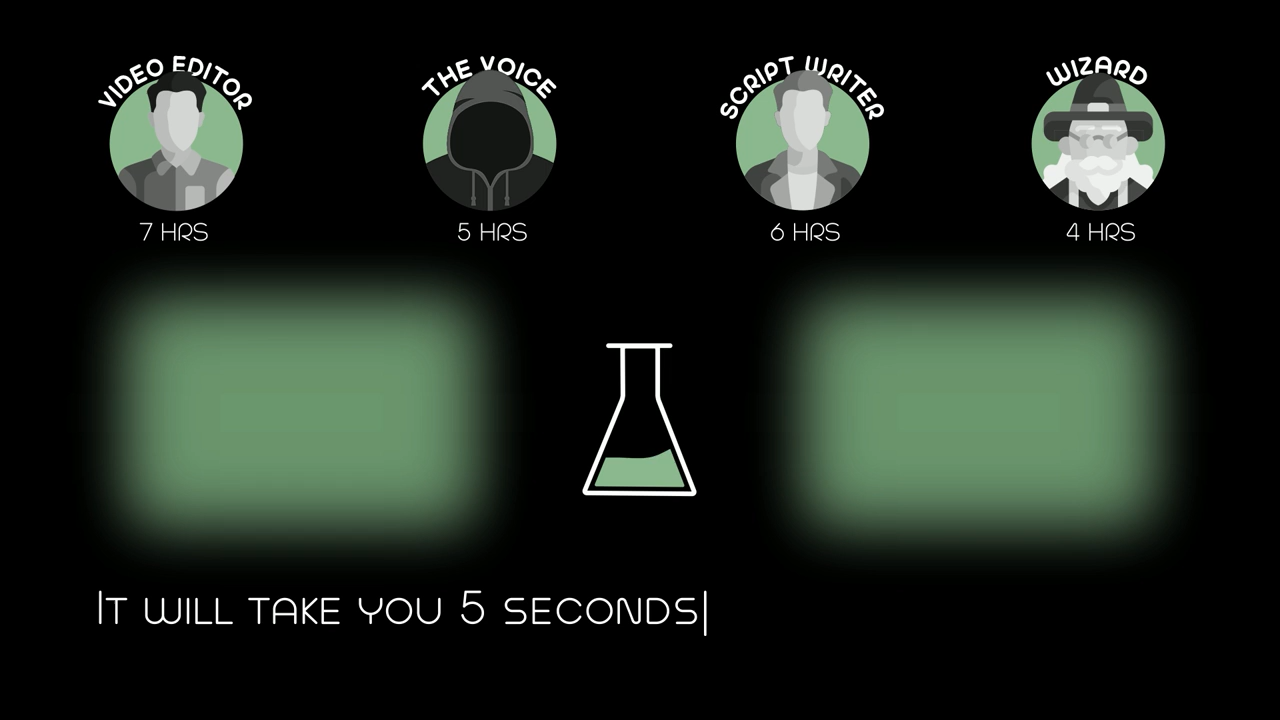 VIDEO EDITOR
THE VOICE
SCRIPT WRITER
WIZARD
7 HRS
5 HRS
6 HRS
4 HRS
It will take you 5 seconds